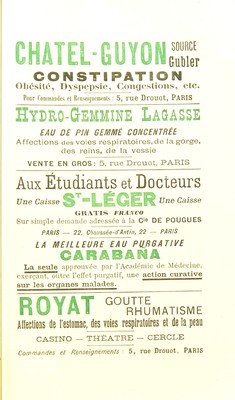 CHATEL-GUYON SOURCE Gubler
CONSTIPATION
Obésité, Dyspepsie, Congestions, etc.
Pour Commandes et Renseignements : 5, rue Drouot, PARIS
HYDRO-GEMMINE LAGASSE
EAU DE PIN GEMMÉ CONCENTRÉE
Affections des voies respiratoires, de la gorge,
des reins, de la vessie
VENTE EN GROS : 5, rue Drouot, PARIS
Aux Étudiants et Docteurs
Une Caisse ST-LÉGER Une Caisse
GRATIS FRANCO
Sur simple demande adressée à la Cie DE POUGUES
PARIS — 22, Chaussée-d'Antin, 22 — PARIS
LA MEILLEURE EAU PURGATIVE
CARABANA
La seule approuvée par l'Académie de Médecine,
exerçant, outre l'effet purgatif, une action curative
sur les organes malades.
ROYAT GOUTTE
RHUMATISME
Affections de l'estomac, des voies respiratoires et de la peau
CASINO — THÉATRE — CERCLE
Commandes et Renseignements : 5, rue Drouot, PARIS